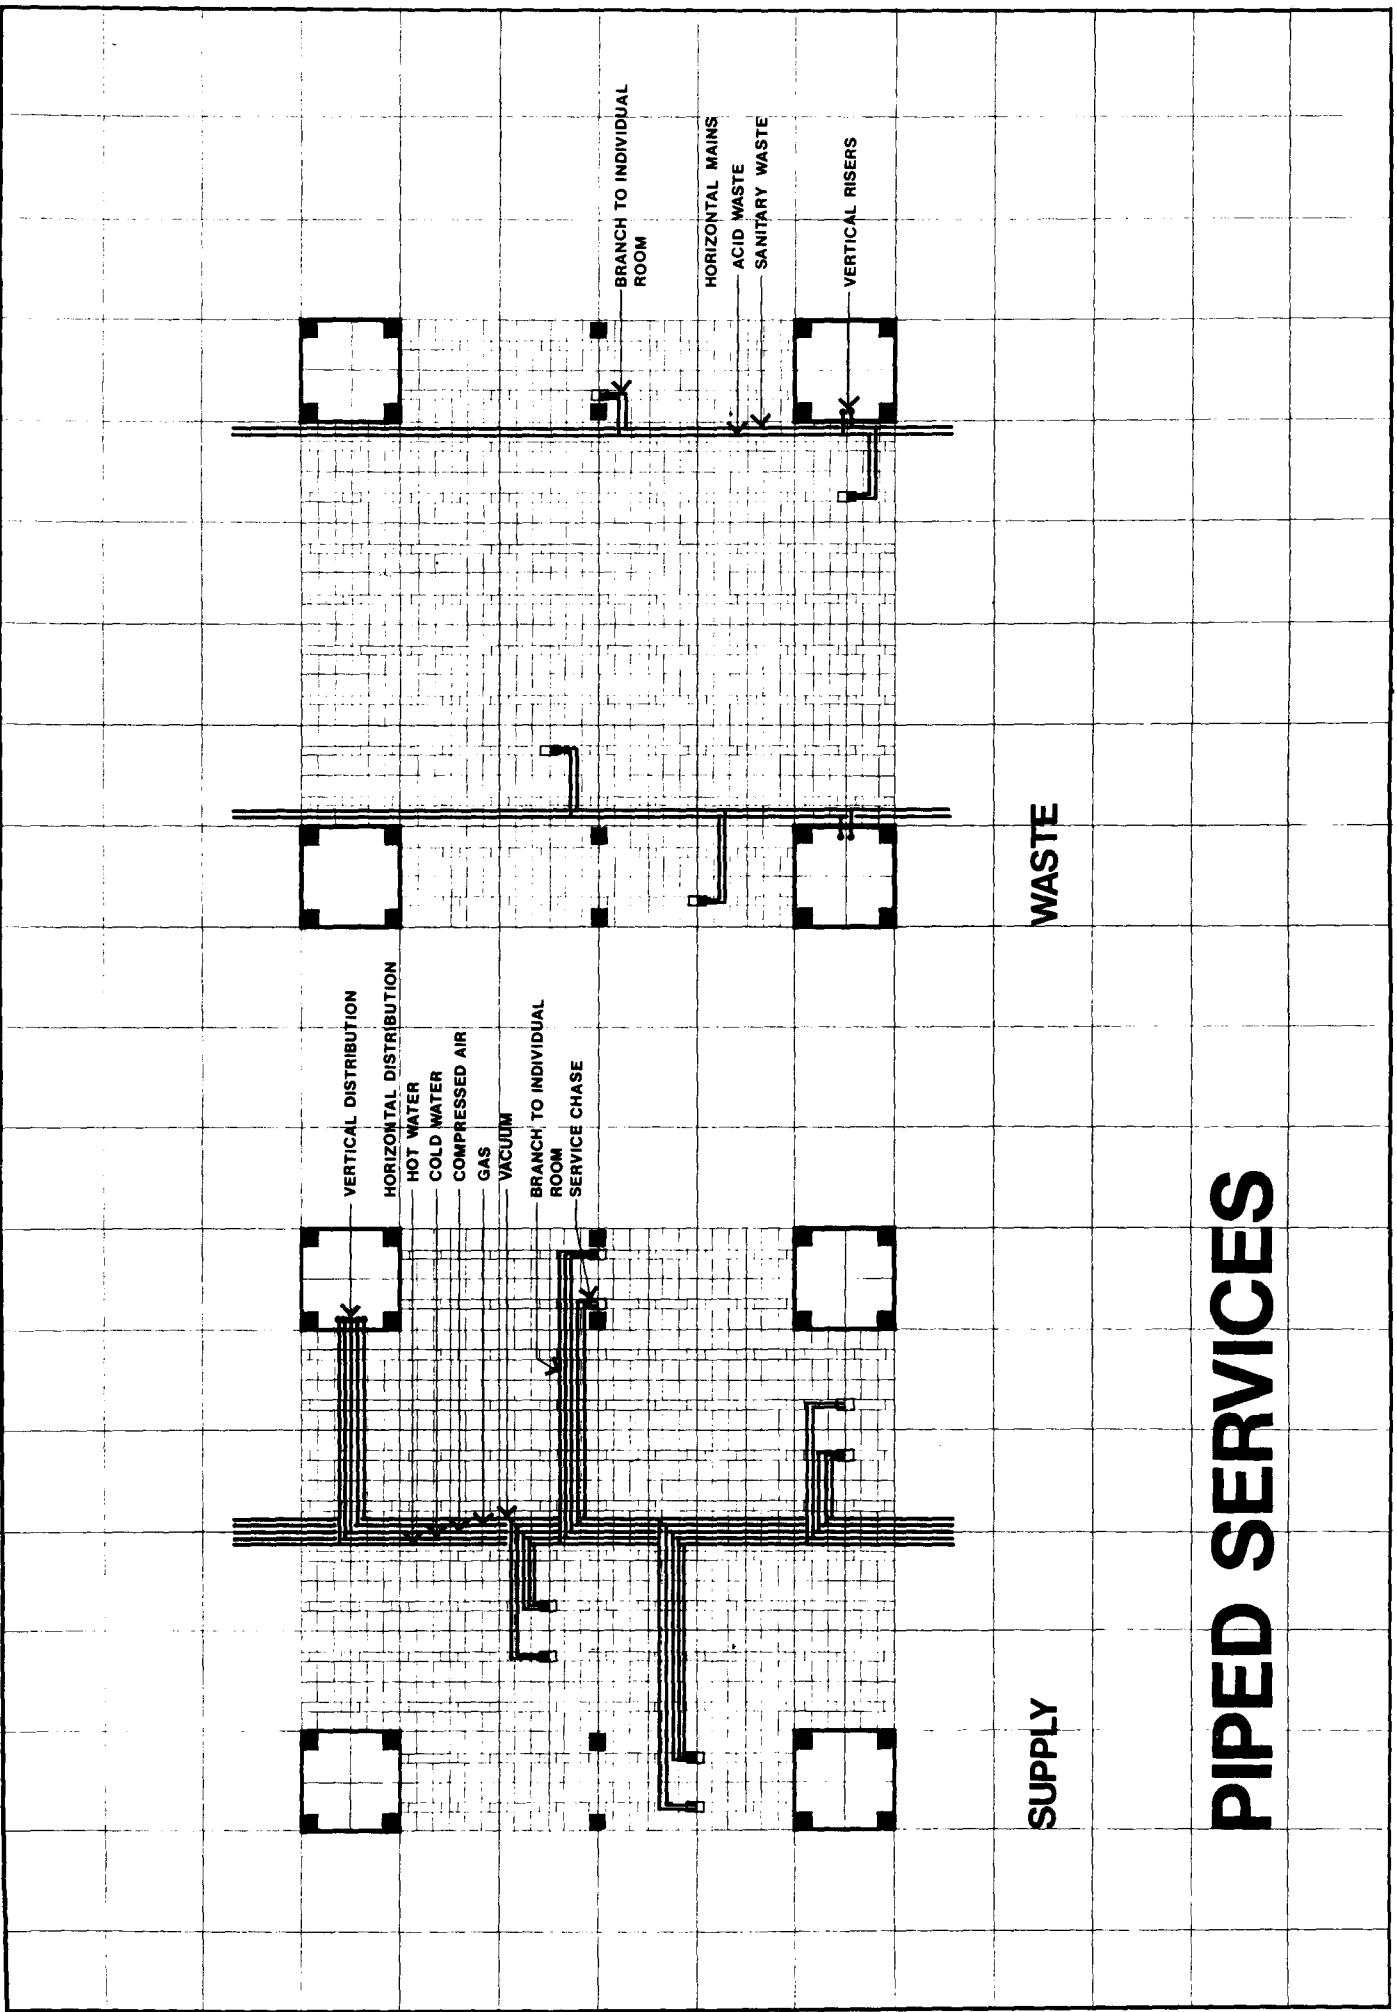 VERTICAL DISTRIBUTION
HORIZONTAL DISTRIBUTION
HOT WATER
COLD WATER
COMPRESSED AIR
GAS
VACUUM
BRANCH TO INDIVIDUAL
ROOM
SERVICE CHASE
BRANCH TO INDIVIDUAL
ROOM
HORIZONTAL MAINS
ACID WASTE
SANITARY WASTE
VERTICAL RISERS
SUPPLY
WASTE
PIPED SERVICES